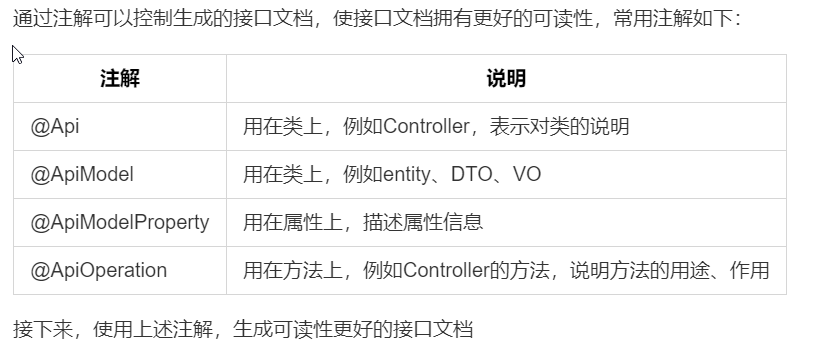 通过注解可以控制生成的接口文档，使接口文档拥有更好的可读性，常用注解如下：
注解 说明
@Api 用在类上，例如Controller，表示对类的说明
@ApiModel 用在类上，例如entity、DTO、VO
@ApiModelProperty 用在属性上，描述属性信息
@ApiOperation 用在方法上，例如Controller的方法，说明方法的用途、作用
接下来，使用上述注解，生成可读性更好的接口文档